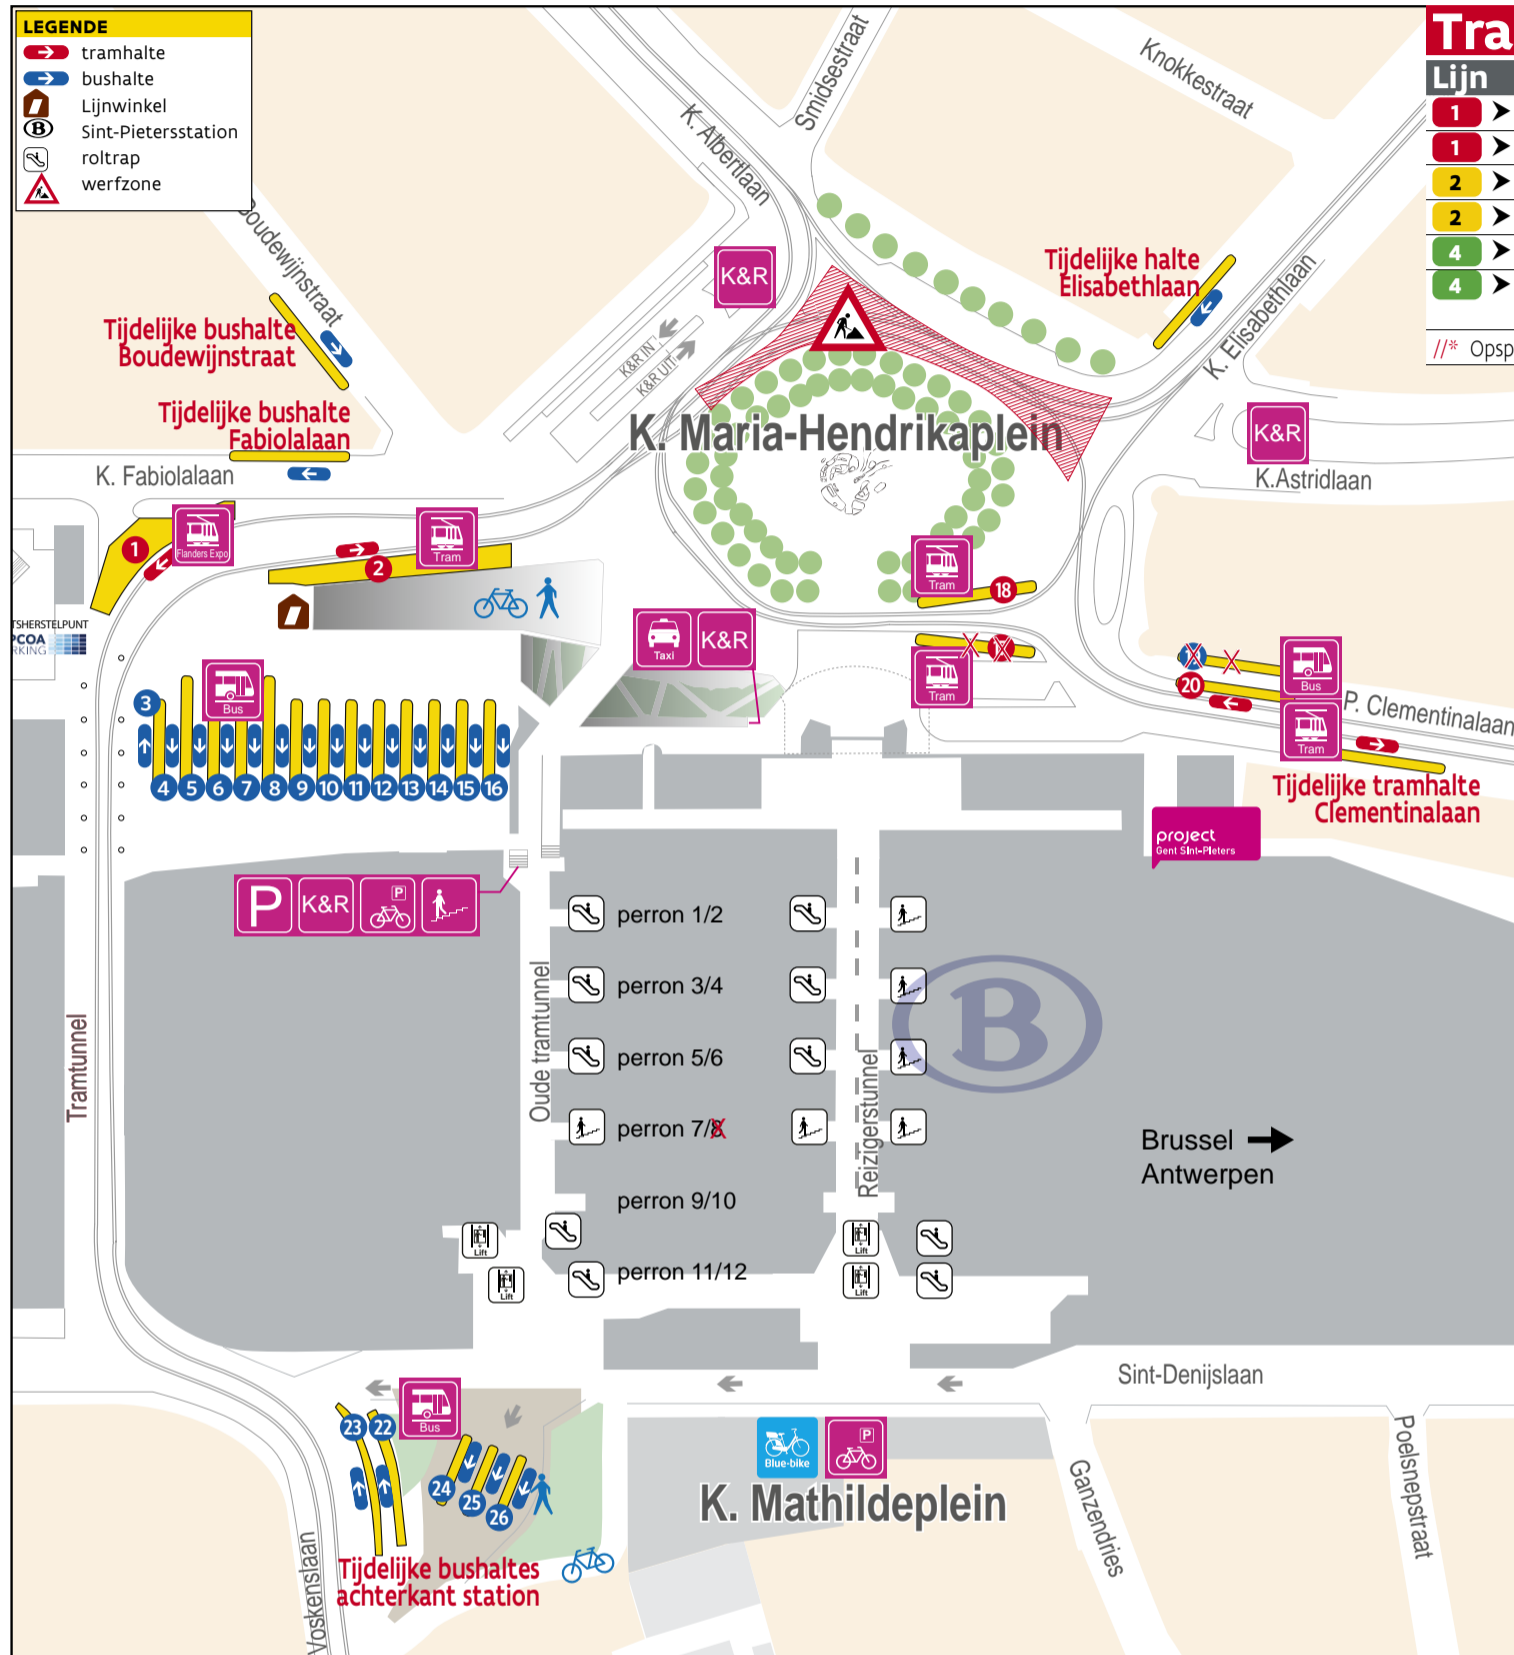 LEGENDE
tramhalte
bushalte
Lijnwinkel
B
Sint-Pietersstation
roltrap
werfzone
Tra
Lijn
1
1
2
2
4
4
//* Opsp
Smidsestraat
Knokkestraat
K. Albertlaan
Boudewijnstraat
K&R
Tijdelijke halte
Elisabethlaan
K. Elisabethlaan
Tijdelijke bushalte
Boudewijnstraat
K&R IN
K&R UIT
Tijdelijke bushalte
Fabiolalaan
K. Maria-Hendrikaplein
K&R
K. Fabiolalaan
K.Astridlaan
1
Flanders Expo
2
Tram
Tram
18
TSHERSTELPUNT
PCOA
RKING
Taxi
K&R
Tram
Bus
20
P. Clementinalaan
Tram
Tijdelijke tramhalte
Clementinalaan
3
Bus
4
5
6
7
8
9
10
11
12
13
14
15
16
project
Gent Sint-Pieters
P
K&R
P
perron 1/2
perron 3/4
perron 5/6
perron 7/8
perron 9/10
perron 11/12
Tramtunnel
Oude tramtunnel
Reizigerstunnel
B
Brussel
Antwerpen
Lift
Lift
Lift
Lift
Sint-Denijslaan
23
22
Bus
24
25
26
Blue-bike
P
K. Mathildeplein
Ganzendries
Poelsnepstraat
Voskenslaan
Tijdelijke bushaltes
achterkant station